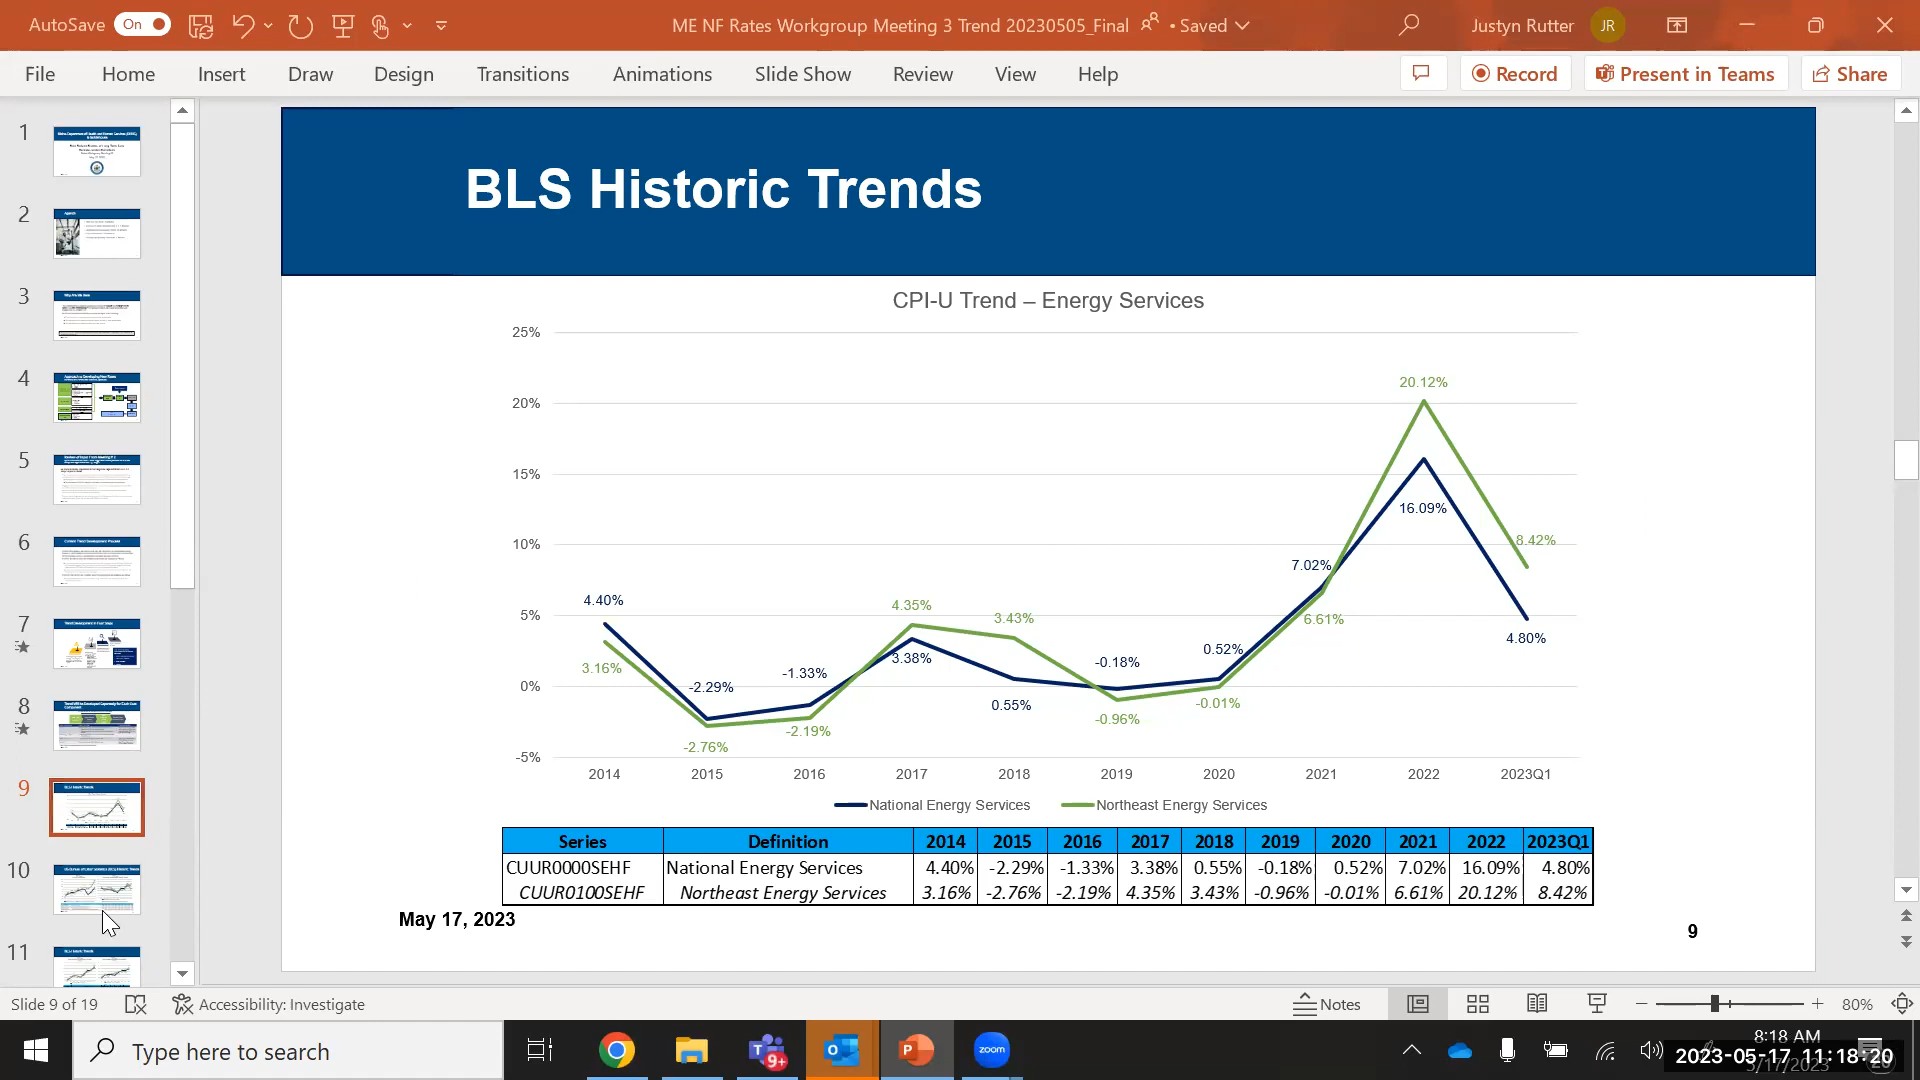 AutoSave On ME NF Rates Workgroup Meeting 3 Trend 20230505_Final • Saved Justyn Rutter JR
File Home Insert Draw Design Transitions Animations Slide Show Review View Help Record Present in Teams Share
1
2
3
4
5
6
7
8
9
10
11
BLS Historic Trends
CPI-U Trend – Energy Services
25%
20%
15%
10%
5%
0%
-5%
4.40% -2.29% -1.33% 3.38% 0.55% -0.18% 0.52% 7.02% 16.09% 4.80%
3.16% -2.76% -2.19% 4.35% 3.43% -0.96% -0.01% 6.61% 20.12% 8.42%
2014 2015 2016 2017 2018 2019 2020 2021 2022 2023Q1
National Energy Services Northeast Energy Services
Series Definition 2014 2015 2016 2017 2018 2019 2020 2021 2022 2023Q1
CUUR0000SEHF National Energy Services 4.40% -2.29% -1.33% 3.38% 0.55% -0.18% 0.52% 7.02% 16.09% 4.80%
CUUR0100SEHF Northeast Energy Services 3.16% -2.76% -2.19% 4.35% 3.43% -0.96% -0.01% 6.61% 20.12% 8.42%
May 17, 2023
9
Slide 9 of 19 Accessibility: Investigate Notes 80%
Type here to search
9+
zoom
8:18 AM
2023-05-17 11:18:20
5/17/2023
20